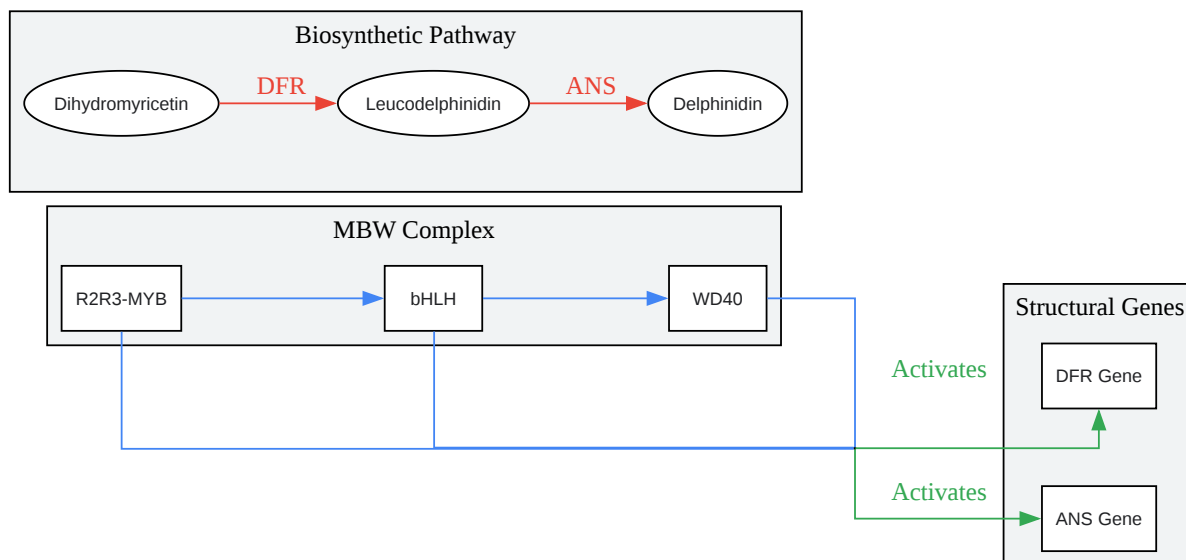 Biosynthetic Pathway
DFR
ANS
Dihydromyricetin
Leucodelphinidin
Delphinidin
MBW Complex
R2R3-MYB
bHLH
WD40
Structural Genes
Activates
DFR Gene
Activates
ANS Gene